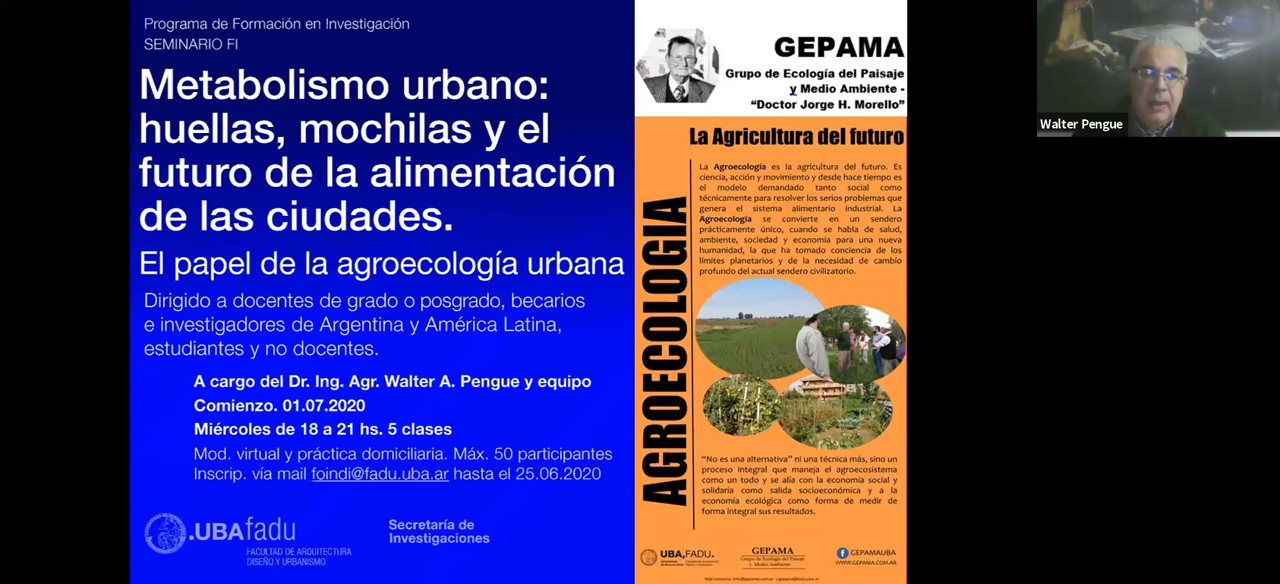 Programa de Formación en Investigación
SEMINARIO FI
Metabolismo urbano:
huellas, mochilas y el
futuro de la alimentación
de las ciudades.
El papel de la agroecología urbana
Dirigido a docentes de grado o posgrado, becarios
e investigadores de Argentina y América Latina,
estudiantes y no docentes.
A cargo del Dr. Ing. Agr. Walter A. Pengue y equipo
Comienzo. 01.07.2020
Miércoles de 18 a 21 hs. 5 clases
Mod. virtual y práctica domiciliaria. Máx. 50 participantes
Inscrip. vía mail foindi@fadu.uba.ar hasta el 25.06.2020
.UBAfadu
FACULTAD DE ARQUITECTURA
DISEÑO Y URBANISMO
Secretaría de
Investigaciones
GEPAMA
Grupo de Ecología del Paisaje
y Medio Ambiente -
“Doctor Jorge H. Morello”
La Agricultura del futuro
AGROECOLOGIA
La Agroecología es la agricultura del futuro. Es
ciencia, acción y movimiento y desde hace tiempo es
el modelo demandado tanto social como
técnicamente para resolver los serios problemas que
genera el sistema alimentario industrial. La
Agroecología se convierte en un sendero
prácticamente único, cuando se habla de salud,
ambiente, sociedad y economía para una nueva
humanidad, la que ha tomado conciencia de los
límites planetarios y de la necesidad de cambio
profundo del actual sendero civilizatorio.
“No es una alternativa” ni una técnica más, sino un
proceso integral que maneja el agroecosistema
como un todo y se alía con la economía social y
solidaria como salida socioeconómica y a la
economía ecológica como forma de medir de
forma integral sus resultados.
UBA,FADU.
GEPAMA
Grupo de Ecología del Paisaje
y Medio Ambiente
GEPAMAUBA
WWW.GEPAMA.COM.AR
Walter Pengue